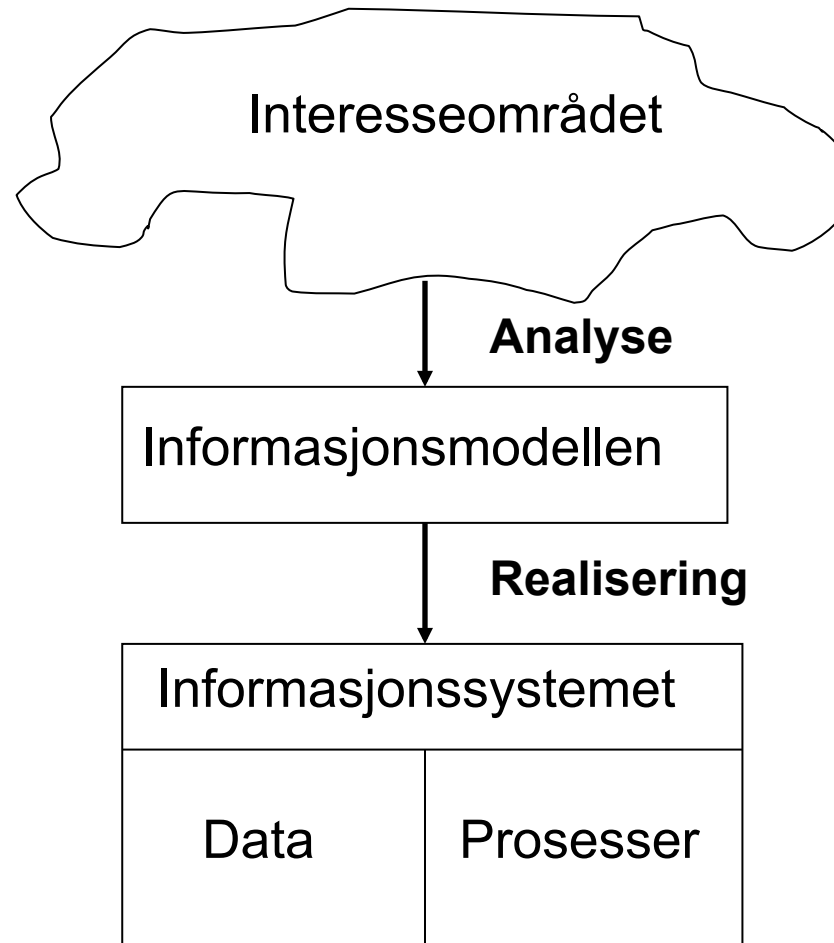 Interesseområdet
Analyse
Informasjonsmodellen
Realisering
Informasjonssystemet
Data
Prosesser